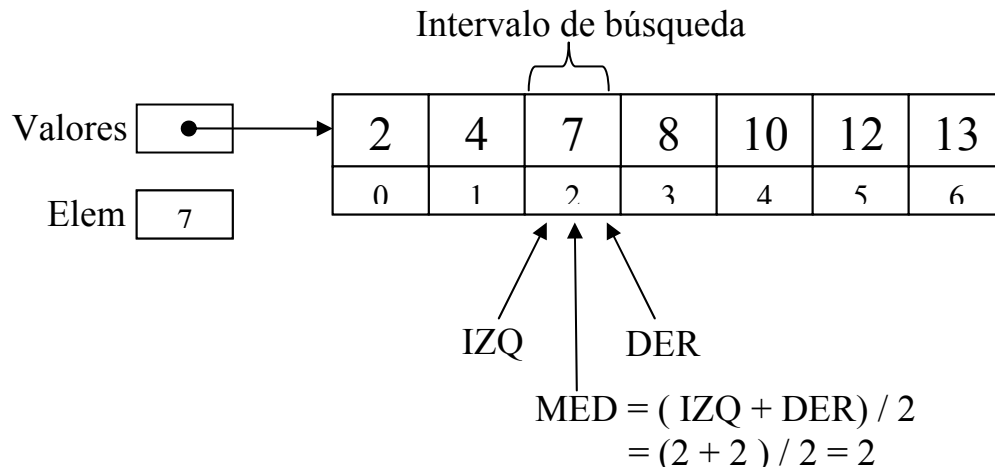 Intervalo de búsqueda
Valores
2 4 7 8 10 12 13
0 1 2 3 4 5 6
Elem 7
IZQ DER
MED = ( IZQ + DER) / 2
= (2 + 2 ) / 2 = 2